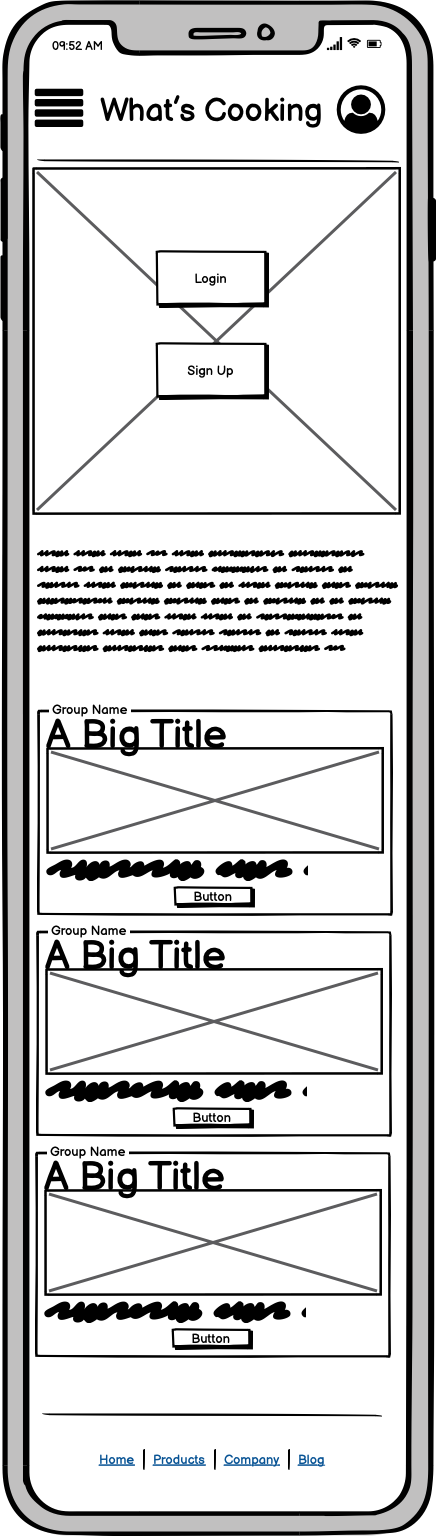 09:52 AM
What's Cooking
Login
Sign Up
Group Name
A Big Title
Button
Group Name
A Big Title
Button
Group Name
A Big Title
Button
Home Products Company Blog